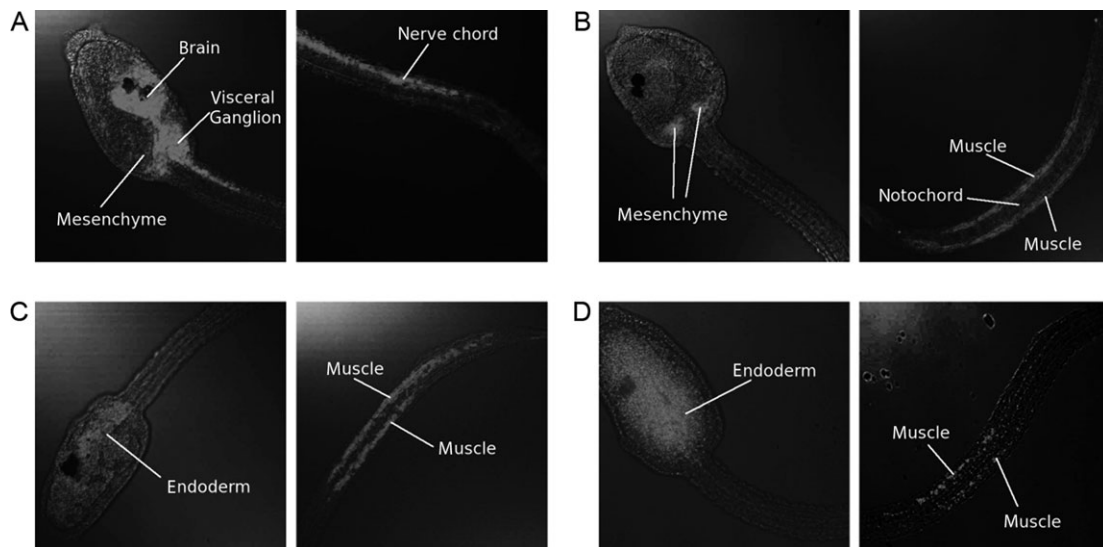 A
Brain
Visceral
Ganglion
Mesenchyme
Nerve chord
B
Mesenchyme
Muscle
Notochord
Muscle
C
Endoderm
Muscle
Muscle
D
Endoderm
Muscle
Muscle